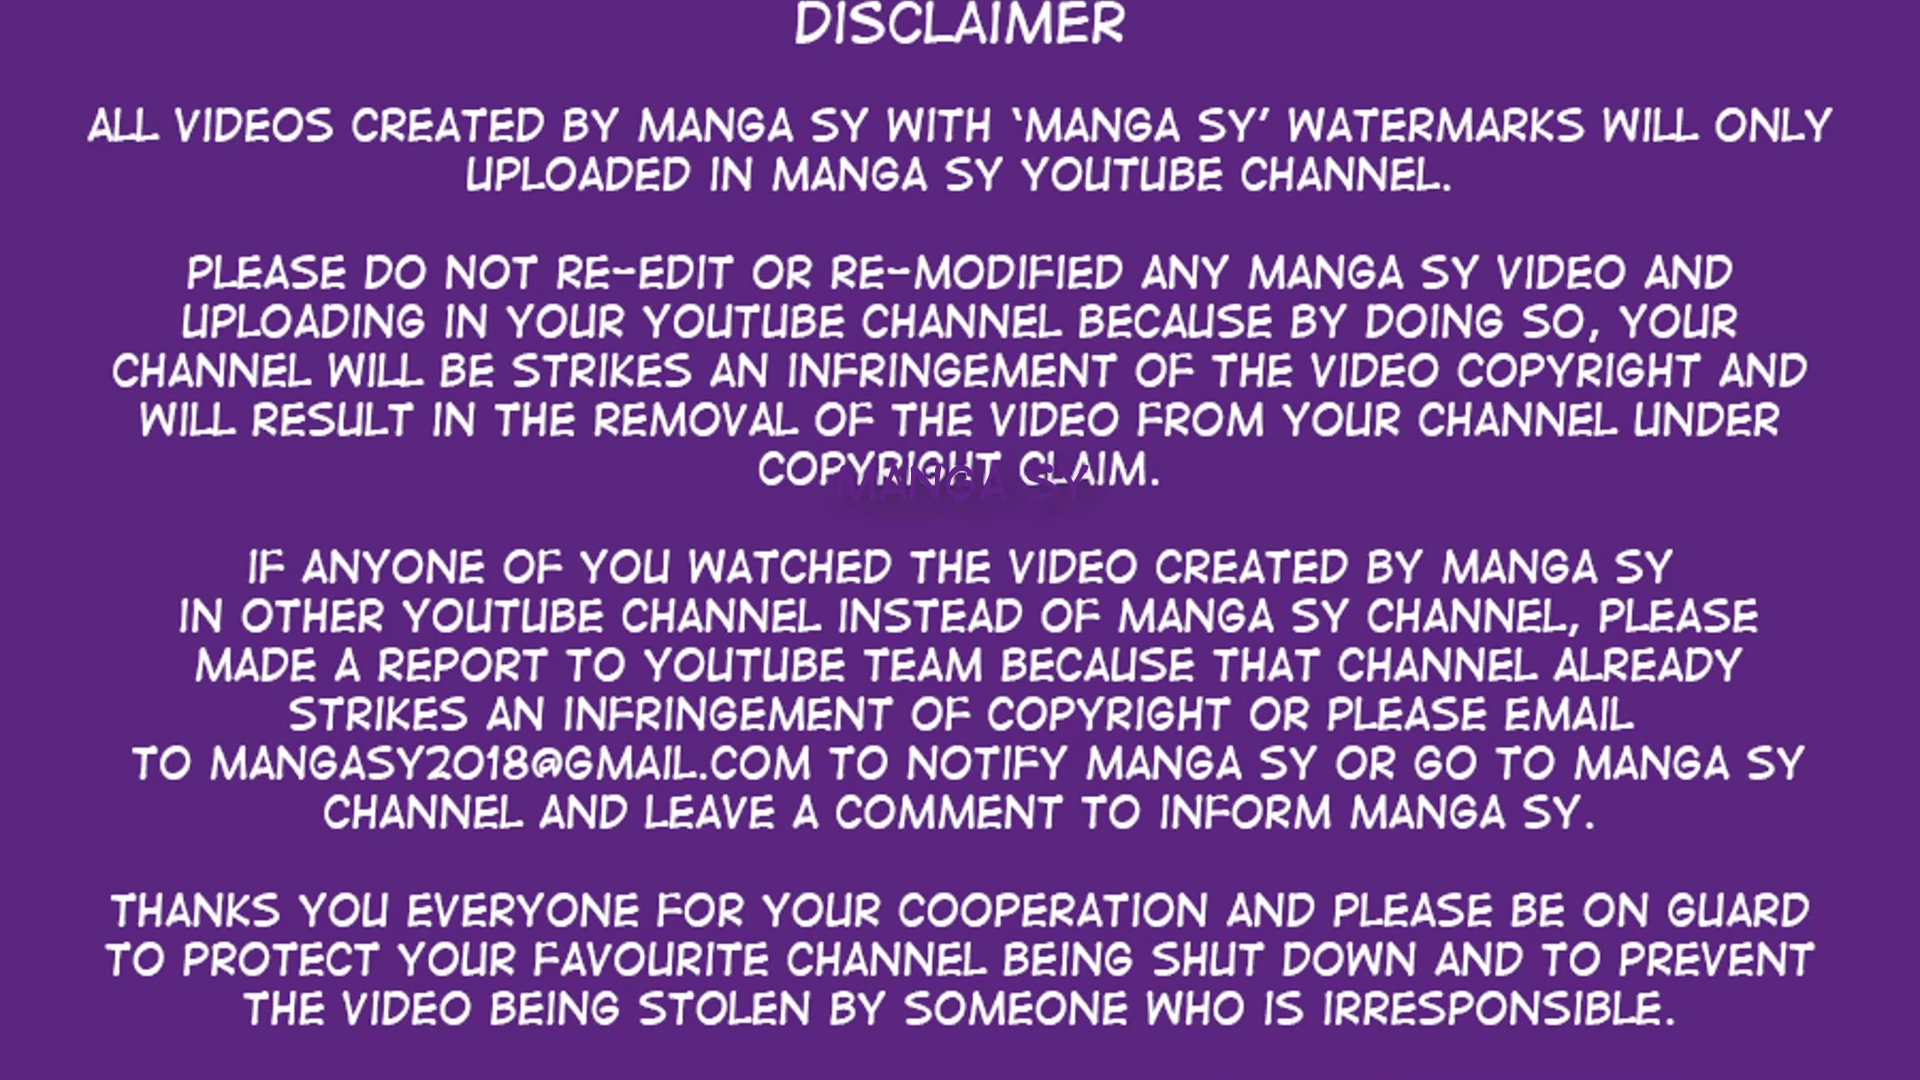 DISCLAIMER
ALL VIDEOS CREATED BY MANGA SY WITH 'MANGA SY' WATERMARKS WILL ONLY
UPLOADED IN MANGA SY YOUTUBE CHANNEL.
PLEASE DO NOT RE-EDIT OR RE-MODIFIED ANY MANGA SY VIDEO AND
UPLOADING IN YOUR YOUTUBE CHANNEL BECAUSE BY DOING SO, YOUR
CHANNEL WILL BE STRIKES AN INFRINGEMENT OF THE VIDEO COPYRIGHT AND
WILL RESULT IN THE REMOVAL OF THE VIDEO FROM YOUR CHANNEL UNDER
COPYRIGHT CLAIM.
MANGA SY
IF ANYONE OF YOU WATCHED THE VIDEO CREATED BY MANGA SY
IN OTHER YOUTUBE CHANNEL INSTEAD OF MANGA SY CHANNEL, PLEASE
MADE A REPORT TO YOUTUBE TEAM BECAUSE THAT CHANNEL ALREADY
STRIKES AN INFRINGEMENT OF COPYRIGHT OR PLEASE EMAIL
TO MANGASY2018@GMAIL.COM TO NOTIFY MANGA SY OR GO TO MANGA SY
CHANNEL AND LEAVE A COMMENT TO INFORM MANGA SY.
THANKS YOU EVERYONE FOR YOUR COOPERATION AND PLEASE BE ON GUARD
TO PROTECT YOUR FAVOURITE CHANNEL BEING SHUT DOWN AND TO PREVENT
THE VIDEO BEING STOLEN BY SOMEONE WHO IS IRRESPONSIBLE.